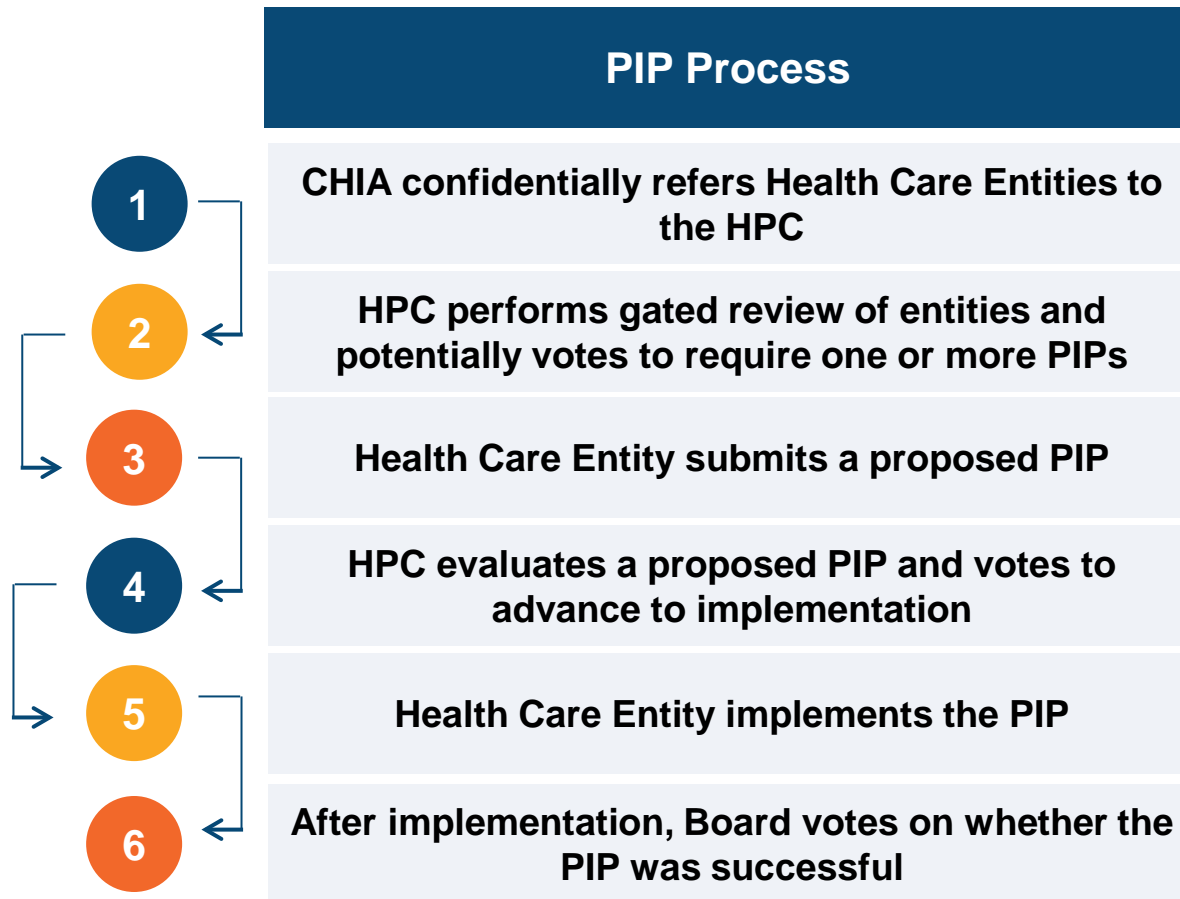 PIP Process
1
CHIA confidentially refers Health Care Entities to
the HPC
2
HPC performs gated review of entities and
potentially votes to require one or more PIPs
3
Health Care Entity submits a proposed PIP
4
HPC evaluates a proposed PIP and votes to
advance to implementation
5
Health Care Entity implements the PIP
6
After implementation, Board votes on whether the
PIP was successful